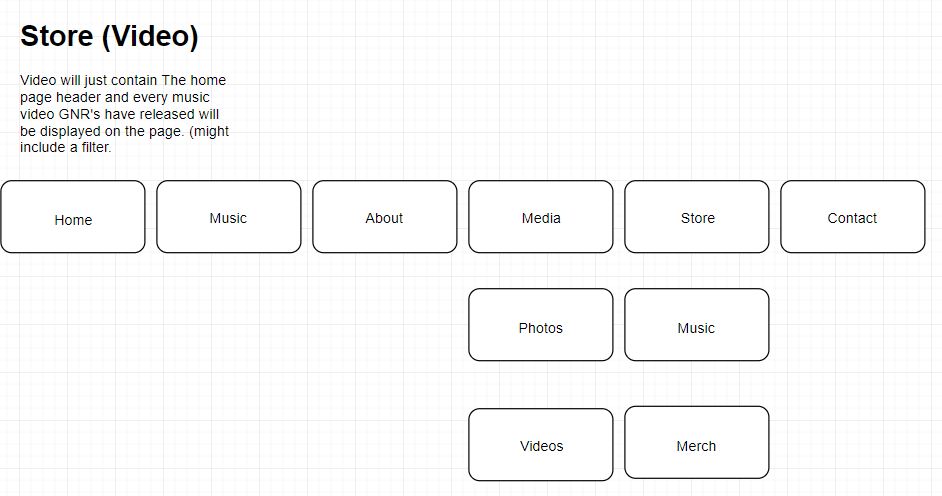 Store (Video)
Video will just contain The home
page header and every music
video GNR's have released will
be displayed on the page. (might
include a filter.
Home
Music
About
Media
Store
Contact
Photos
Music
Videos
Merch